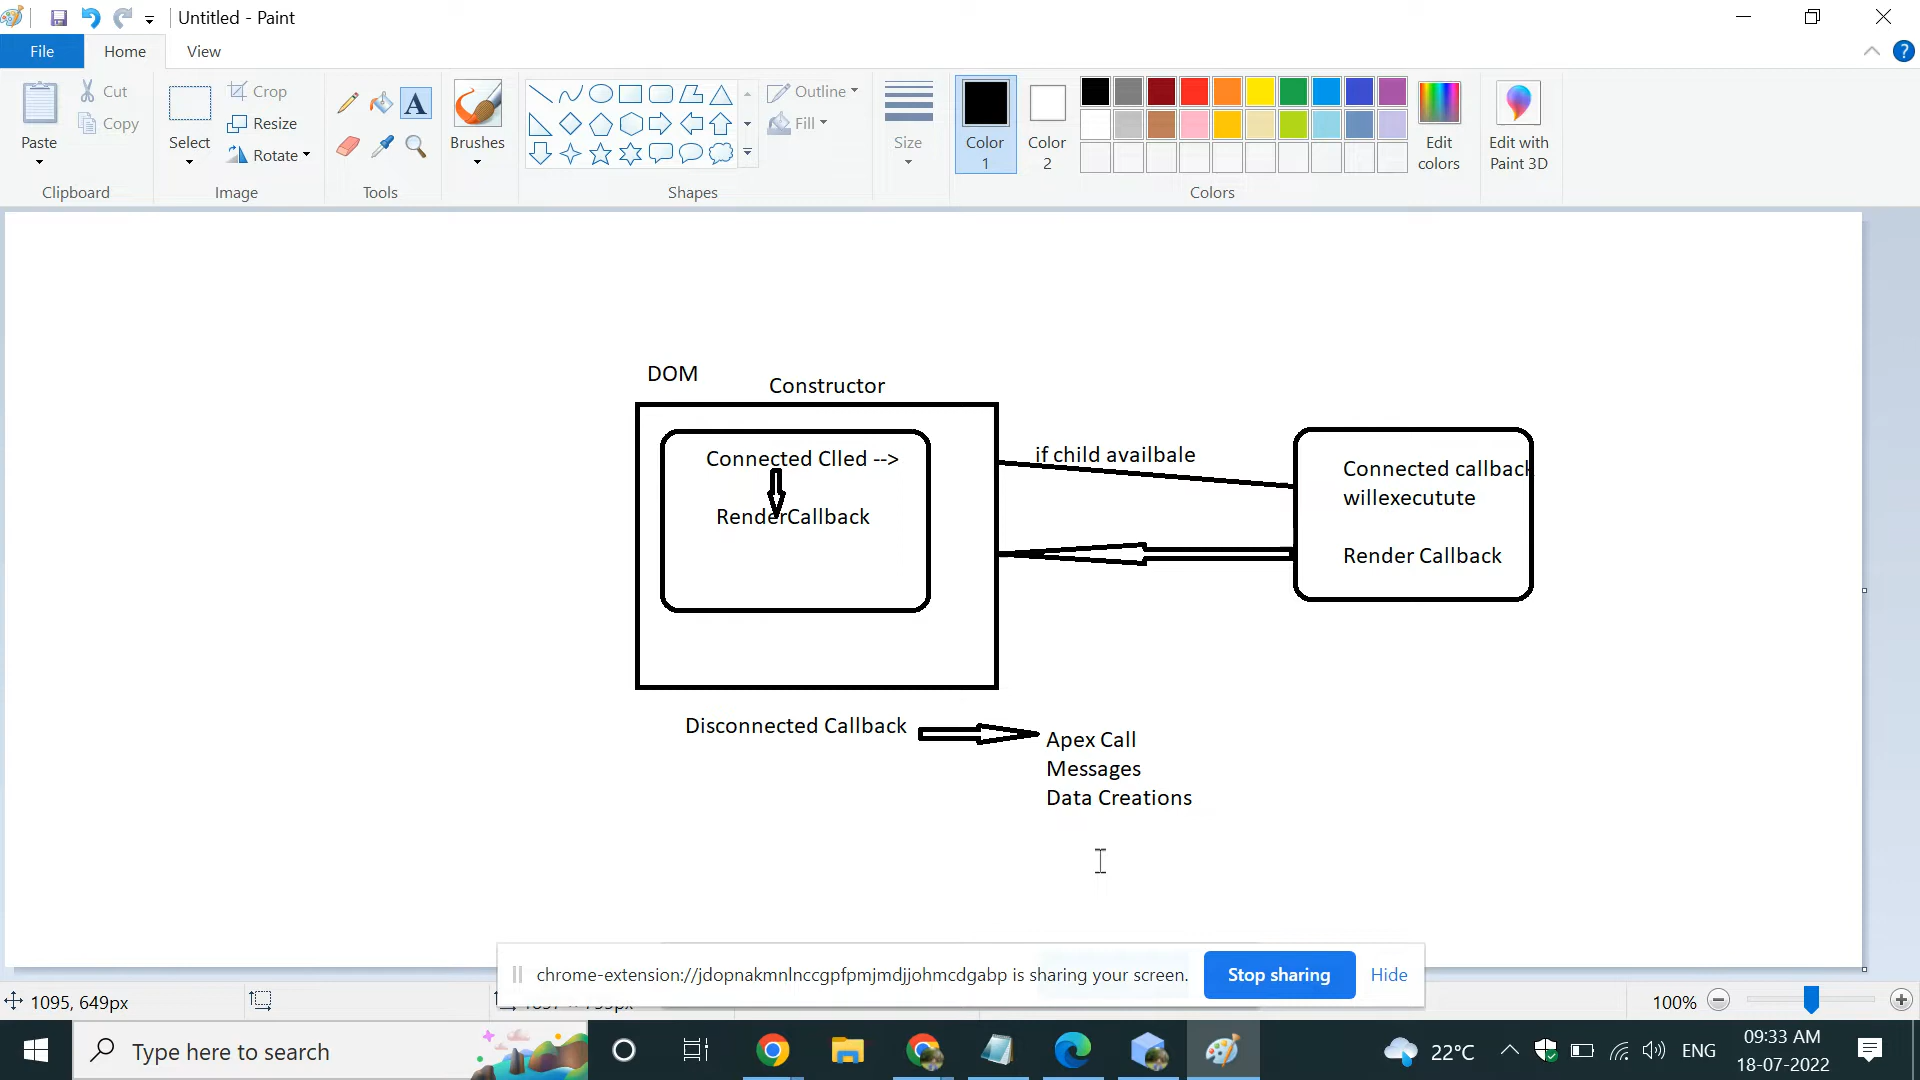 Untitled - Paint
File
Home
View
Paste
Cut
Copy
Clipboard
Select
Crop
Resize
Rotate
Image
A
Tools
Brushes
Shapes
Outline
Fill
Size
Color
1
Color
2
Edit
colors
Edit with
Paint 3D
Colors
?
DOM
Constructor
Connected Clled -->
RenderCallback
if child availbale
Connected callback
willexecutute
Render Callback
Disconnected Callback
Apex Call
Messages
Data Creations
chrome-extension://jdopnakmnlnccgpfpmjmdjjohmcdgabp is sharing your screen.
Stop sharing
Hide
1095, 649px
100%
Type here to search
22°C
ENG
09:33 AM
18-07-2022